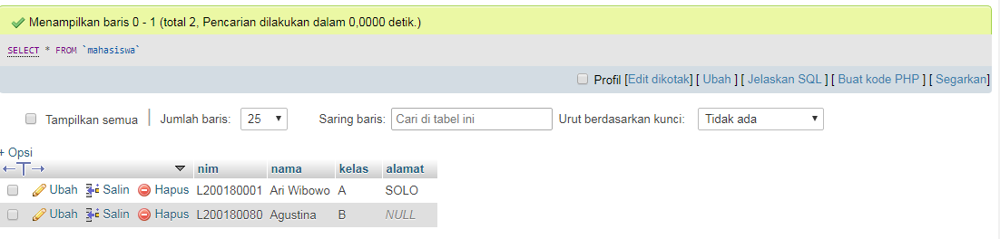 Menampilkan baris 0 - 1 (total 2, Pencarian dilakukan dalam 0,0000 detik.)
SELECT * FROM `mahasiswa`
Profil [Edit dikotak] [ Ubah ] [ Jelaskan SQL ] [ Buat kode PHP ] [ Segarkan]
Tampilkan semua | Jumlah baris: 25 Saring baris: Cari di tabel ini Urut berdasarkan kunci: Tidak ada
+ Opsi
←T→ nim nama kelas alamat
Ubah Salin Hapus L200180001 Ari Wibowo A SOLO
Ubah Salin Hapus L200180080 Agustina B NULL